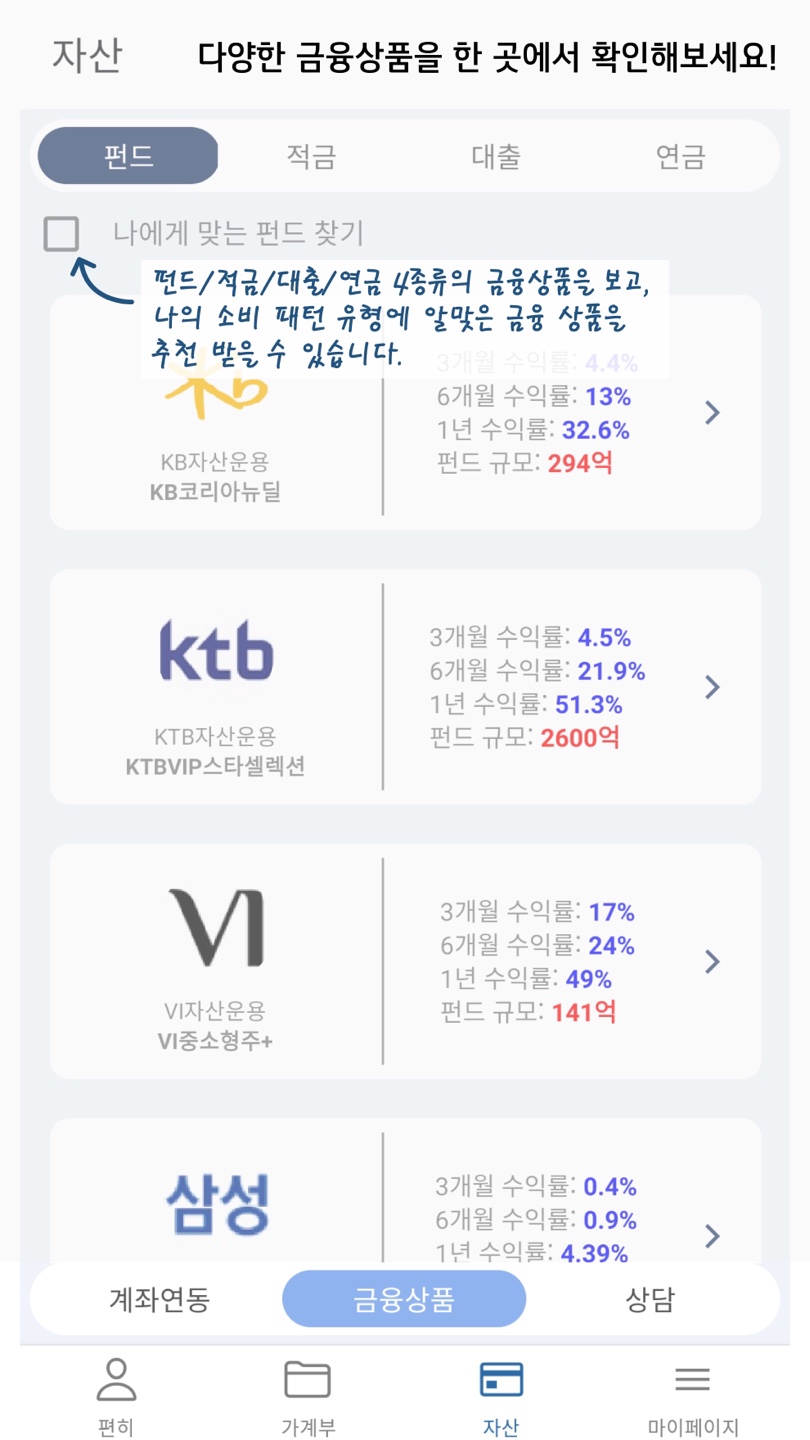 자산
다양한 금융상품을 한 곳에서 확인해보세요!
펀드
적금
대출
연금
나에게 맞는 펀드 찾기
펀드/적금/대출/연금 4종류의 금융상품을 보고,
나의 소비 패턴 유형에 알맞은 금융 상품을
추천 받을 수 있습니다.
b
KB자산운용
KB코리아뉴딜
3개월 수익률: 4.4%
6개월 수익률: 13%
1년 수익률: 32.6%
펀드 규모: 294억
ktb
KTB자산운용
KTBVIP스타셀렉션
3개월 수익률: 4.5%
6개월 수익률: 21.9%
1년 수익률: 51.3%
펀드 규모: 2600억
VI
VI자산운용
VI중소형주+
3개월 수익률: 17%
6개월 수익률: 24%
1년 수익률: 49%
펀드 규모: 141억
삼성
3개월 수익률: 0.4%
6개월 수익률: 0.9%
1년 수익률: 4.39%
계좌연동
금융상품
상담
편히
가계부
자산
마이페이지